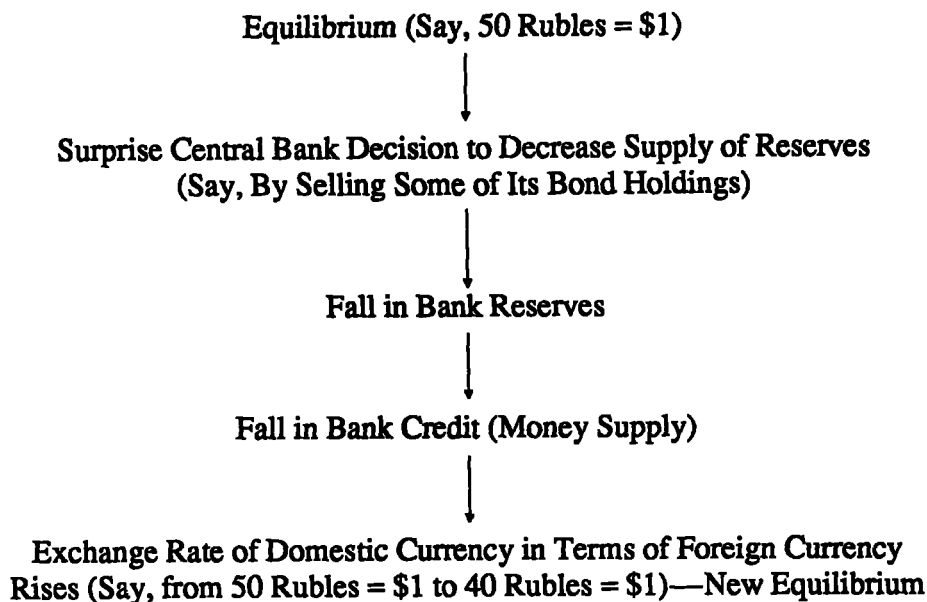 Equilibrium (Say, 50 Rubles = $1)
Surprise Central Bank Decision to Decrease Supply of Reserves
(Say, By Selling Some of Its Bond Holdings)
Fall in Bank Reserves
Fall in Bank Credit (Money Supply)
Exchange Rate of Domestic Currency in Terms of Foreign Currency
Rises (Say, from 50 Rubles = $1 to 40 Rubles = $1)—New Equilibrium